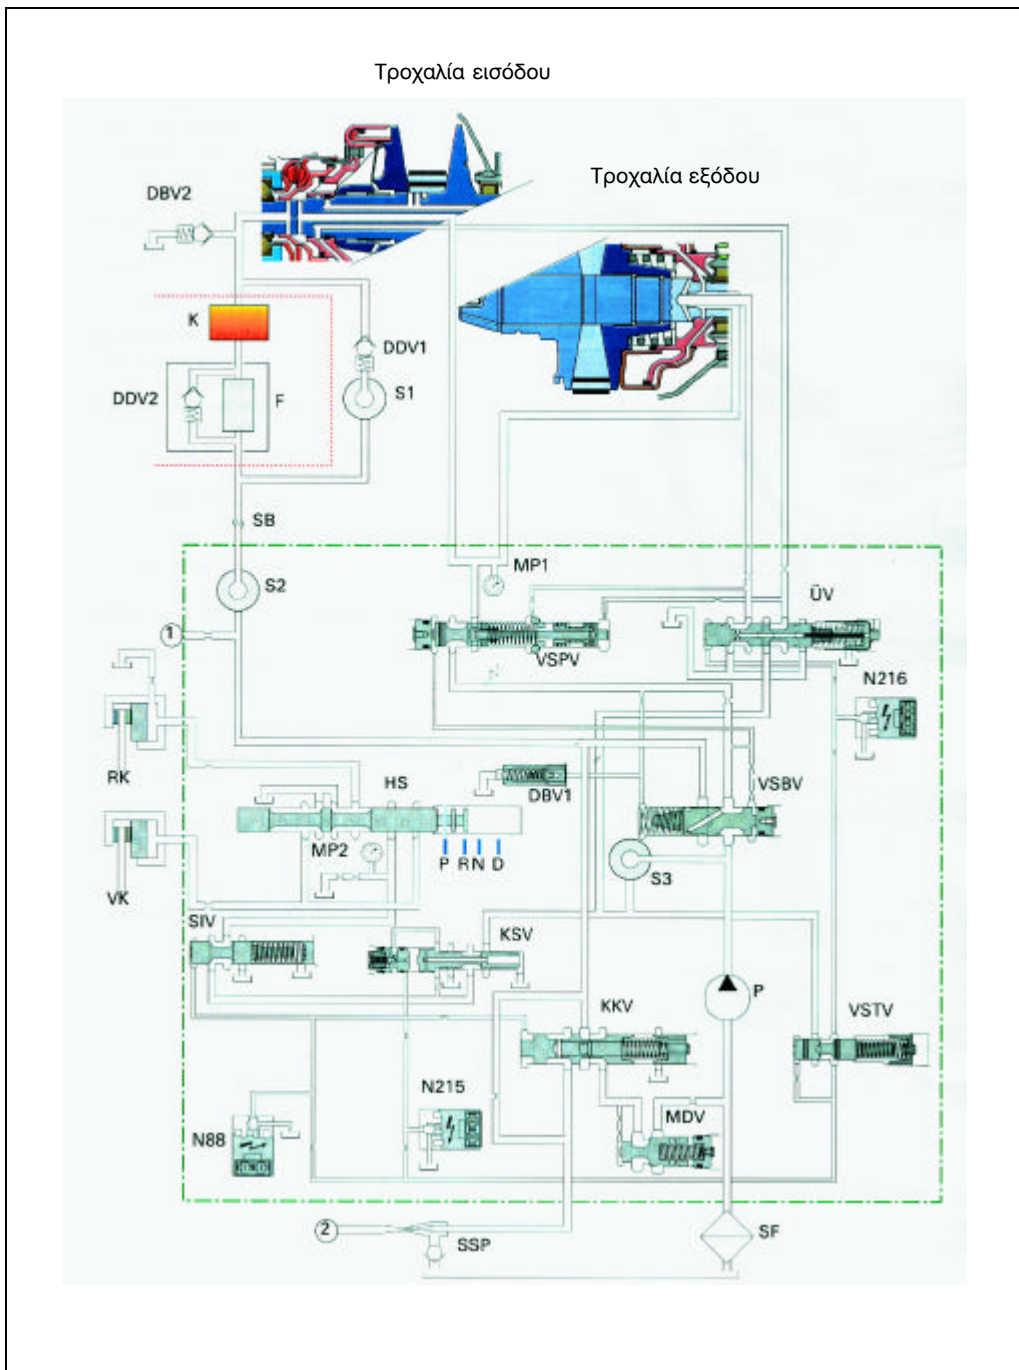 Τροχαλία εισόδου
Τροχαλία εξόδου
DBV2
K
DDV1
DDV2
F
S1
SB
MP1
S2
ÜV
1
VSPV
N216
RK
HS
DBV1
VSBV
MP2
P R N D
S3
VK
SIV
KSV
P
KKV
VSTV
N215
MDV
N88
2
SSP
SF